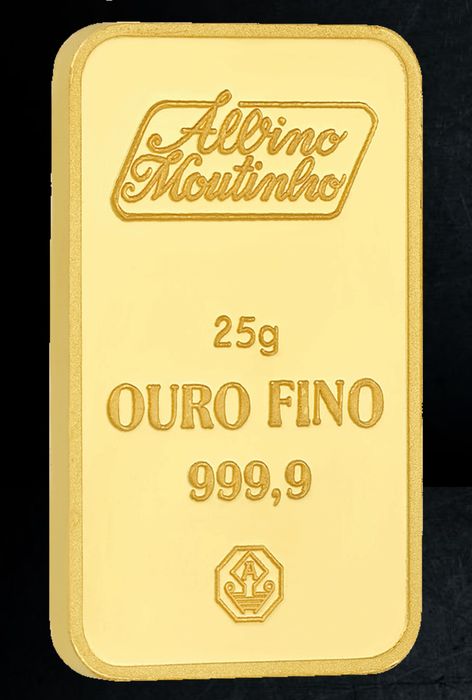 Albino
Moutinho
25g
OURO FINO
999,9
A